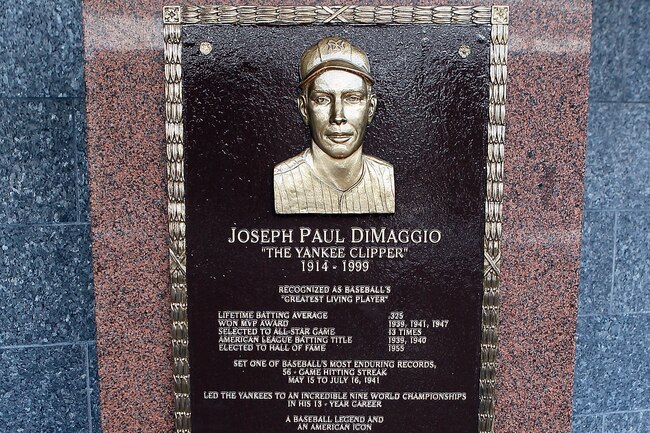 JOSEPH PAUL DIMAGGIO
"THE YANKEE CLIPPER"
1914 - 1999
RECOGNIZED AS BASEBALL'S
"GREATEST LIVING PLAYER"
LIFETIME BATTING AVERAGE .325
WON MVP AWARD 1939, 1941, 1947
SELECTED TO ALL-STAR GAME 13 TIMES
AMERICAN LEAGUE BATTING TITLE 1939, 1940
ELECTED TO HALL OF FAME 1955
SET ONE OF BASEBALL'S MOST ENDURING RECORDS,
56 - GAME HITTING STREAK
MAY 15 TO JULY 16, 1941
LED THE YANKEES TO AN INCREDIBLE NINE WORLD CHAMPIONSHIPS
IN HIS 13 - YEAR CAREER
A BASEBALL LEGEND AND
AN AMERICAN ICON